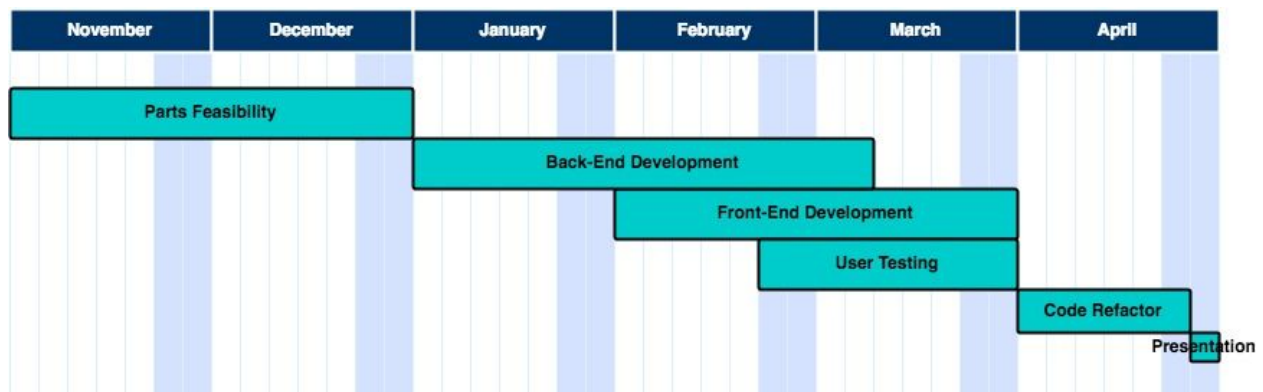 November December January February March April
Parts Feasibility
Back-End Development
Front-End Development
User Testing
Code Refactor
Presentation